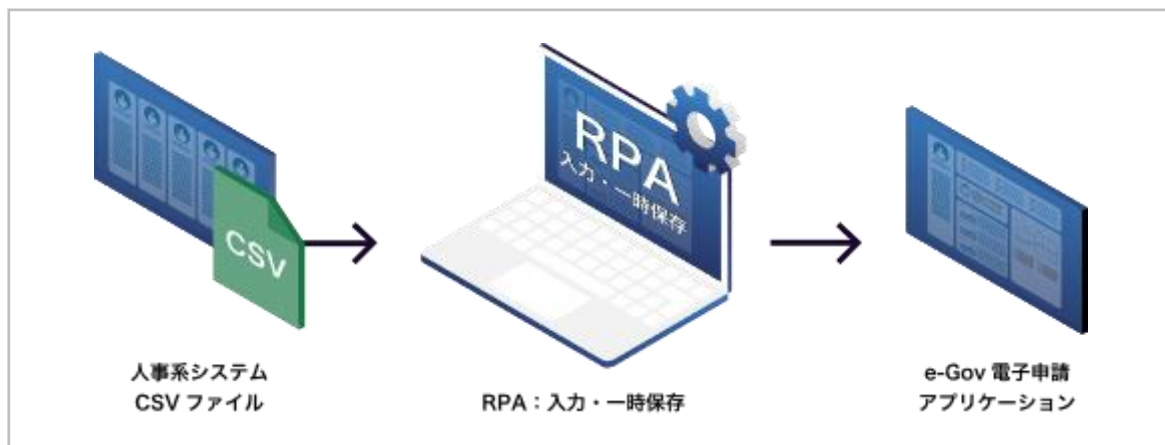 CSV
RPA
入力・一時保存
人事系システム
CSV ファイル
RPA：入力・一時保存
e-Gov 電子申請
アプリケーション